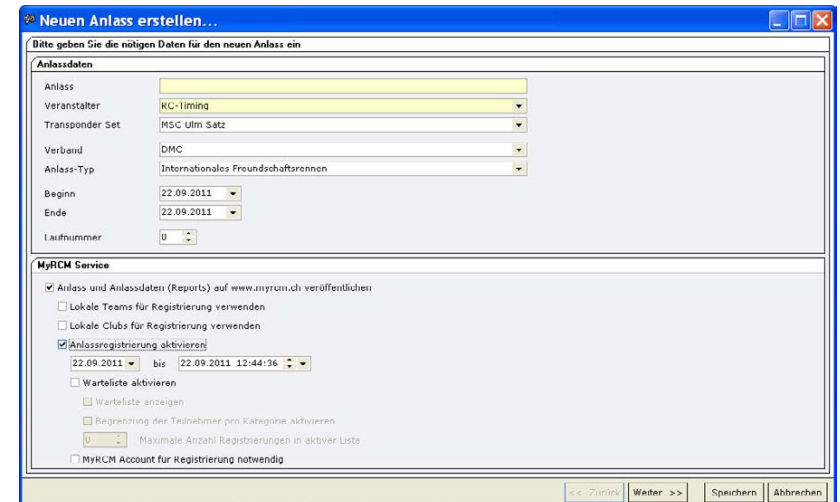 Neuen Anlass erstellen...
Bitte geben Sie die nötigen Daten für den neuen Anlass ein
Anlassdaten
Anlass
Veranstalter RC-Timing
Transponder Set MSC Ulm Satz
Verband DMC
Anlass-Typ Internationales Freundschaftsrennen
Beginn 22.09.2011
Ende 22.09.2011
Laufnummer 0
MyRCM Service
Anlass und Anlassdaten (Reports) auf www.myrcm.ch veröffentlichen
Lokale Teams für Registrierung verwenden
Lokale Clubs für Registrierung verwenden
Anlassregistrierung aktivieren
22.09.2011 bis 22.09.2011 12:44:36
Warteliste aktivieren
Warteliste anzeigen
Begrenzung der Teilnehmer pro Kategorie aktivieren
0 Maximale Anzahl Registrierungen in aktiver Liste
MyRCM Account für Registrierung notwendig
<< Zurück Weiter >> Speichern Abbrechen